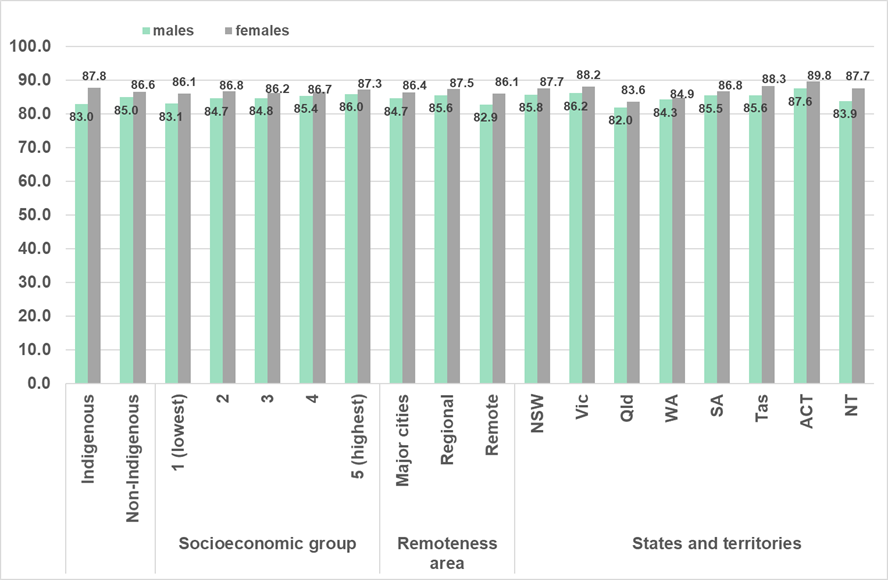 males females
100.0
90.0
80.0
70.0
60.0
50.0
40.0
30.0
20.0
10.0
0.0
87.8 86.6 86.1 86.8 86.2 86.7 87.3 86.4 87.5 86.1 87.7 88.2 83.6 84.9 86.8 88.3 89.8 87.7
83.0 85.0 83.1 84.7 84.8 85.4 86.0 84.7 85.6 82.9 85.8 86.2 82.0 84.3 85.5 85.6 87.6 83.9
Indigenous
Non-Indigenous
1 (lowest)
2
3
4
5 (highest)
Major cities
Regional
Remote
NSW
Vic
Qld
WA
SA
Tas
ACT
NT
Socioeconomic group
Remoteness
area
States and territories